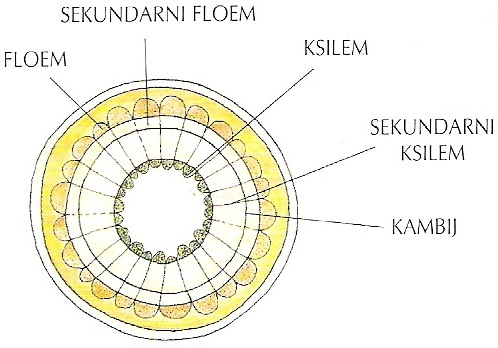 SEKUNDARNI FLOEM
FLOEM
KSILEM
SEKUNDARNI
KSILEM
KAMBIJ